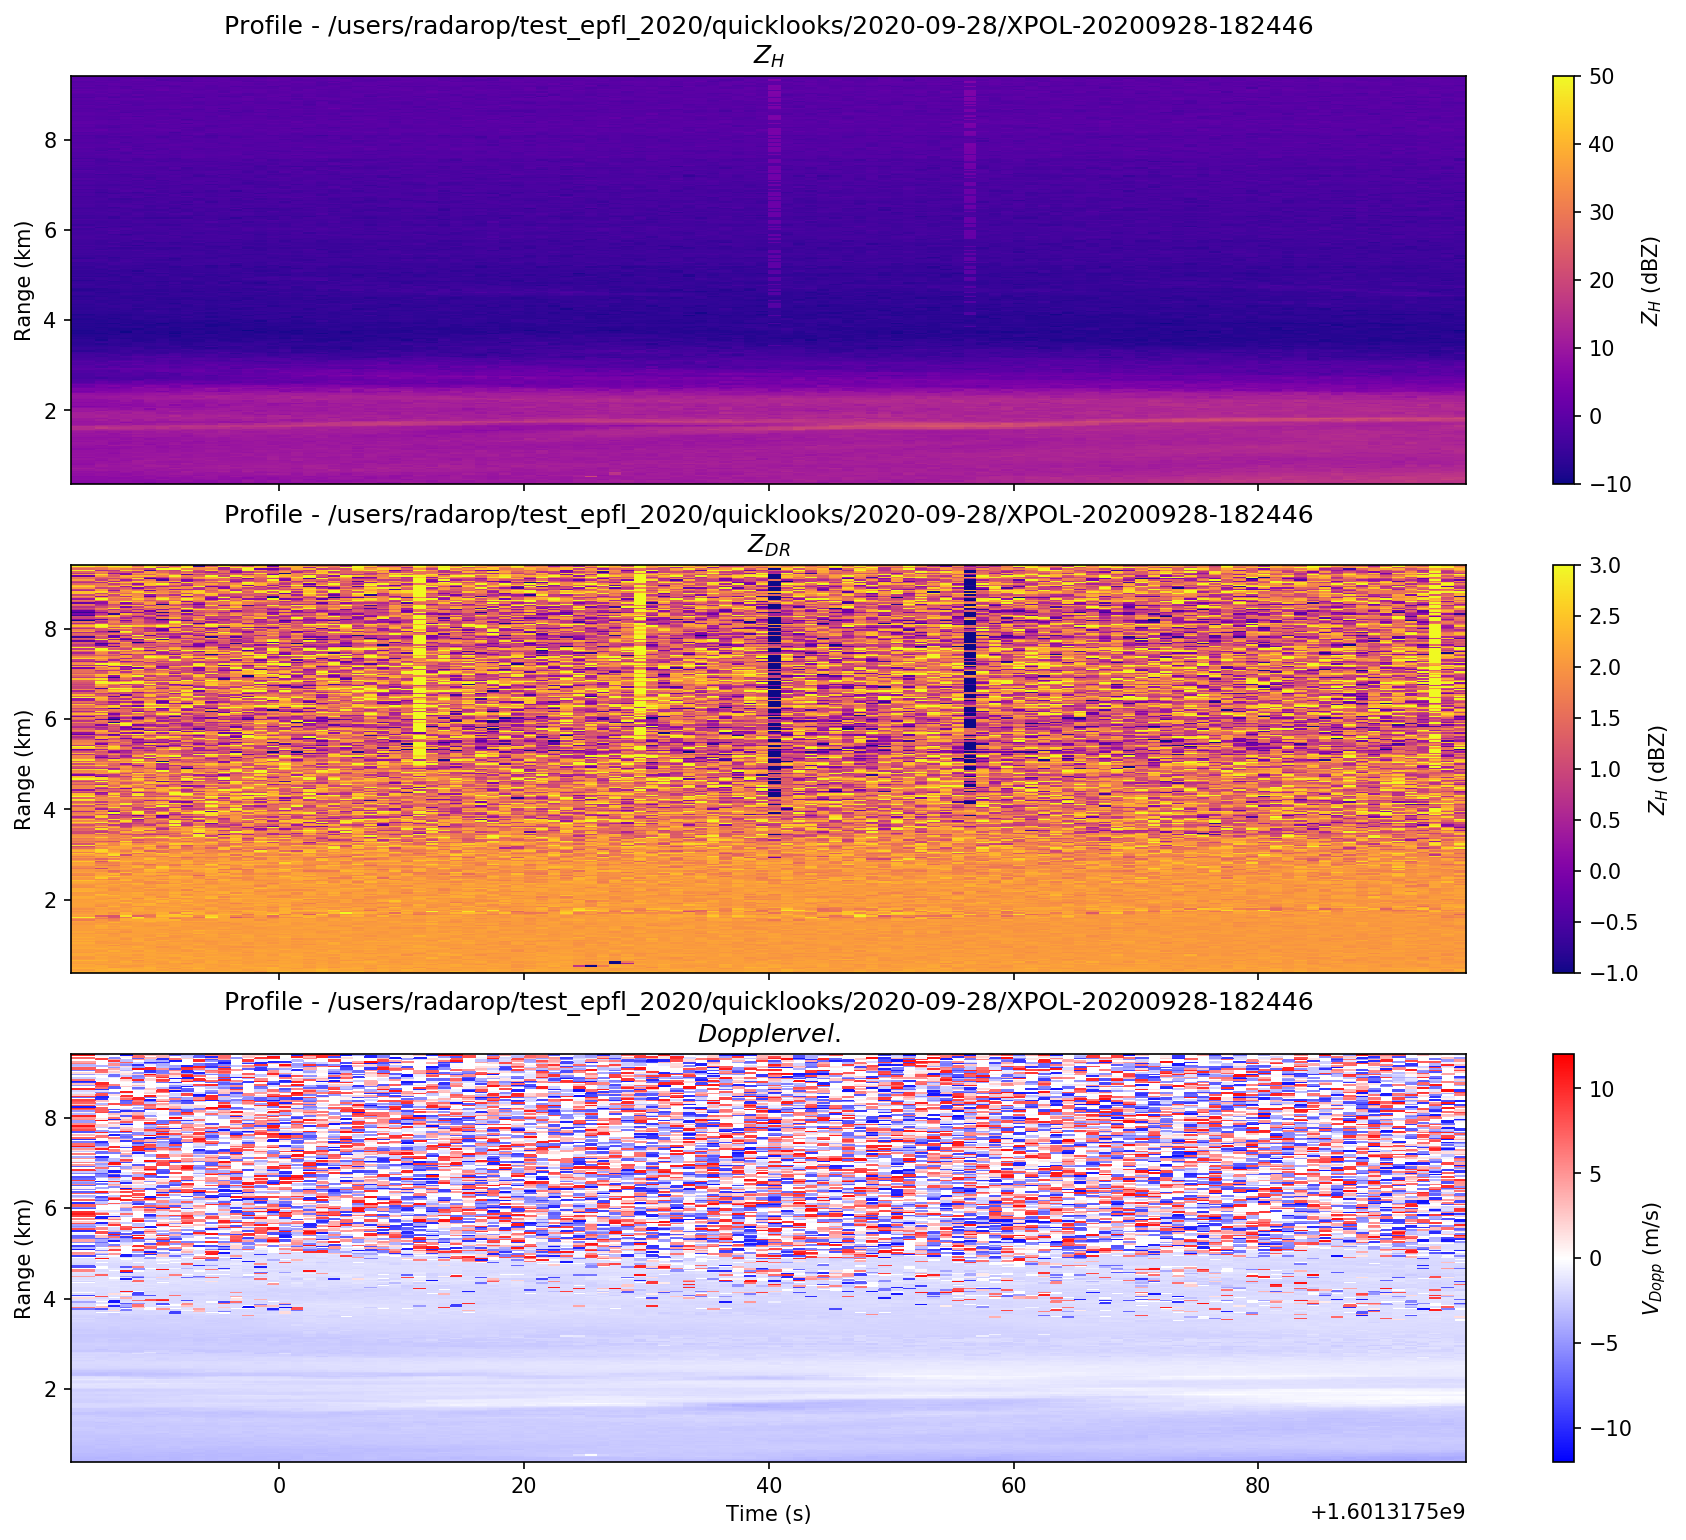 Profile - /users/radarop/test_epfl_2020/quicklooks/2020-09-28/XPOL-20200928-182446
Z_H
8
6
4
2
Range (km)
50
40
30
20
10
0
−10
Z_H (dBZ)
Profile - /users/radarop/test_epfl_2020/quicklooks/2020-09-28/XPOL-20200928-182446
Z_DR
8
6
4
2
Range (km)
3.0
2.5
2.0
1.5
1.0
0.5
0.0
−0.5
−1.0
Z_H (dBZ)
Profile - /users/radarop/test_epfl_2020/quicklooks/2020-09-28/XPOL-20200928-182446
Dopplervel.
8
6
4
2
Range (km)
0 20 40 60 80
Time (s)
+1.6013175e9
10
5
0
−5
−10
V_Dopp (m/s)